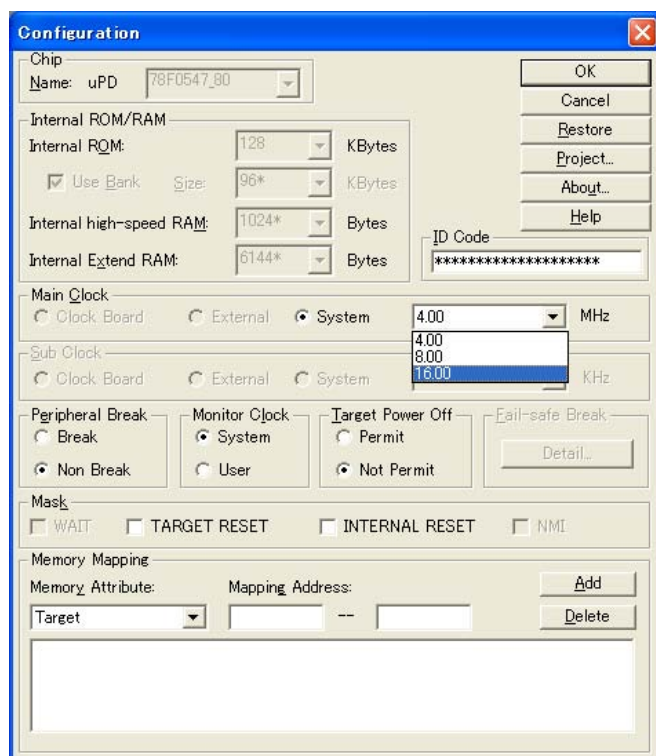 Configuration
Chip
Name: uPD 78F0547_80
OK
Cancel
Restore
Project...
About...
Help
Internal ROM/RAM
Internal ROM: 128 KBytes
Use Bank Size: 96* KBytes
Internal high-speed RAM: 1024* Bytes
Internal Extend RAM: 6144* Bytes
ID Code
********************
Main Clock
Clock Board External System 4.00 MHz
4.00
8.00
16.00
Sub Clock
Clock Board External System KHz
Peripheral Break
Break
Non Break
Monitor Clock
System
User
Target Power Off
Permit
Not Permit
Fail-safe Break
Detail...
Mask
WAIT TARGET RESET INTERNAL RESET NMI
Memory Mapping
Memory Attribute: Mapping Address: Add
Target -- Delete